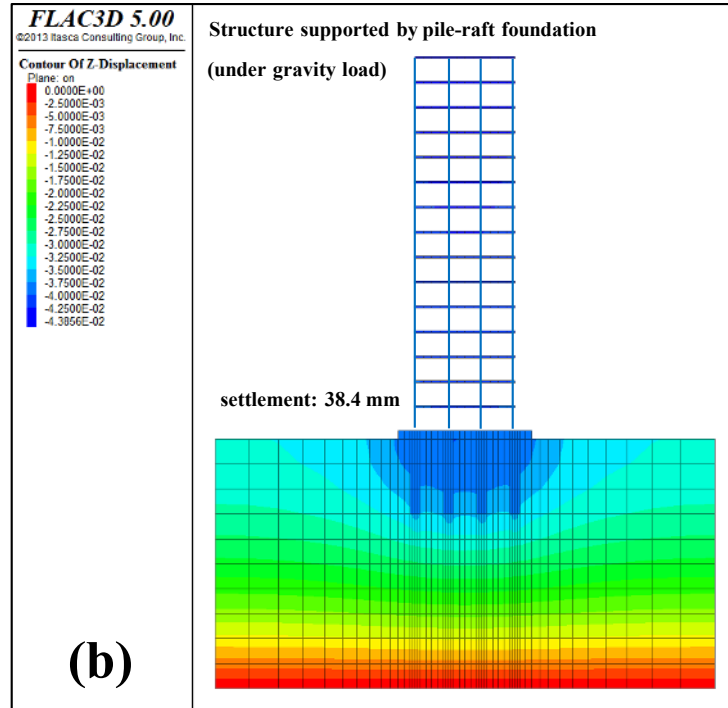 FLAC3D 5.00
©2013 Itasca Consulting Group, Inc.
Contour Of Z-Displacement
Plane: on
0.0000E+00
-2.5000E-03
-5.0000E-03
-7.5000E-03
-1.0000E-02
-1.2500E-02
-1.5000E-02
-1.7500E-02
-2.0000E-02
-2.2500E-02
-2.5000E-02
-2.7500E-02
-3.0000E-02
-3.2500E-02
-3.5000E-02
-3.7500E-02
-4.0000E-02
-4.2500E-02
-4.3856E-02
Structure supported by pile-raft foundation
(under gravity load)
settlement: 38.4 mm
(b)